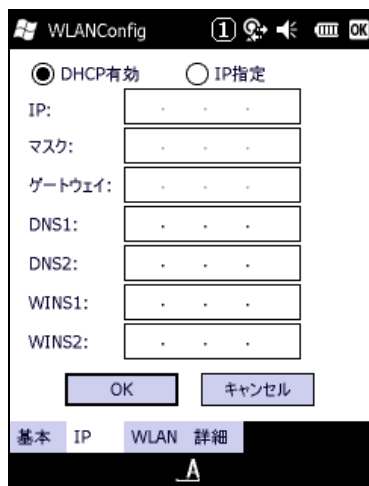 WLANConfig 1 OK
DHCP有効 IP指定
IP:
マスク:
ゲートウェイ:
DNS1:
DNS2:
WINS1:
WINS2:
OK キャンセル
基本 IP WLAN 詳細
A